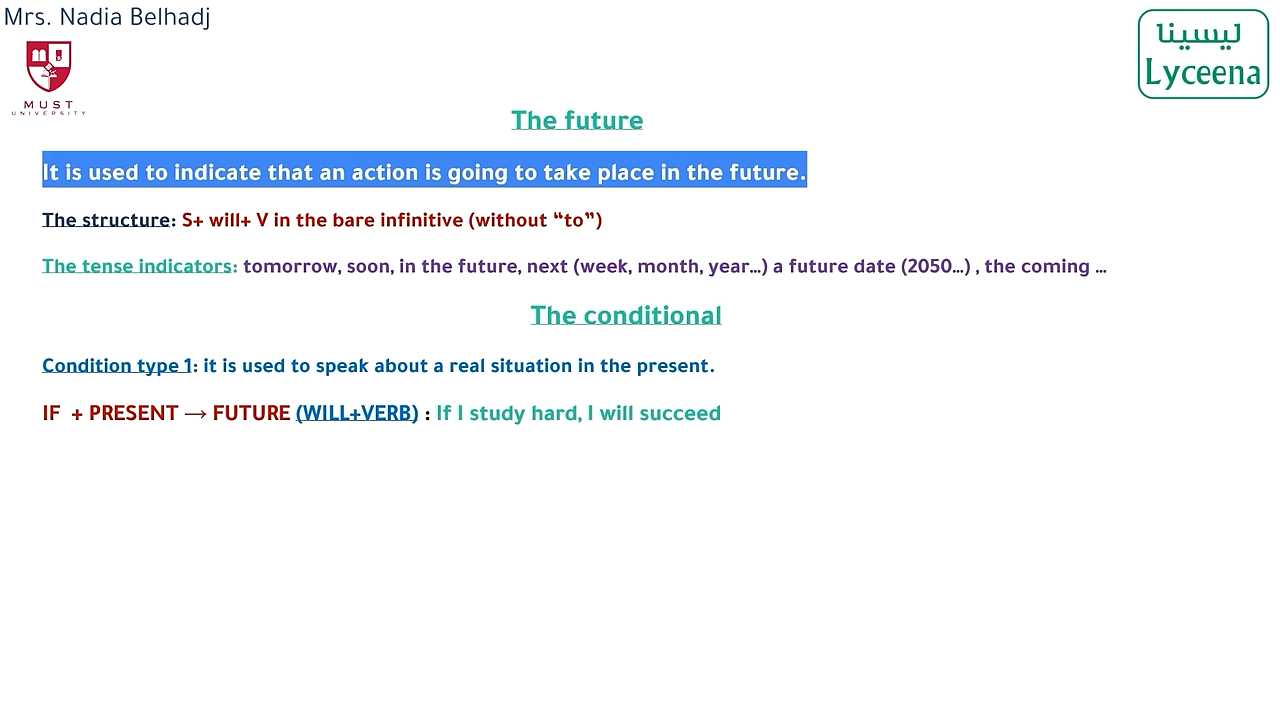 Mrs. Nadia Belhadj
ليسينا
Lyceena
MUST
UNIVERSITY
The future
It is used to indicate that an action is going to take place in the future.
The structure: S+ will+ V in the bare infinitive (without “to”)
The tense indicators: tomorrow, soon, in the future, next (week, month, year…) a future date (2050…) , the coming …
The conditional
Condition type 1: it is used to speak about a real situation in the present.
IF + PRESENT → FUTURE (WILL+VERB) : If I study hard, I will succeed